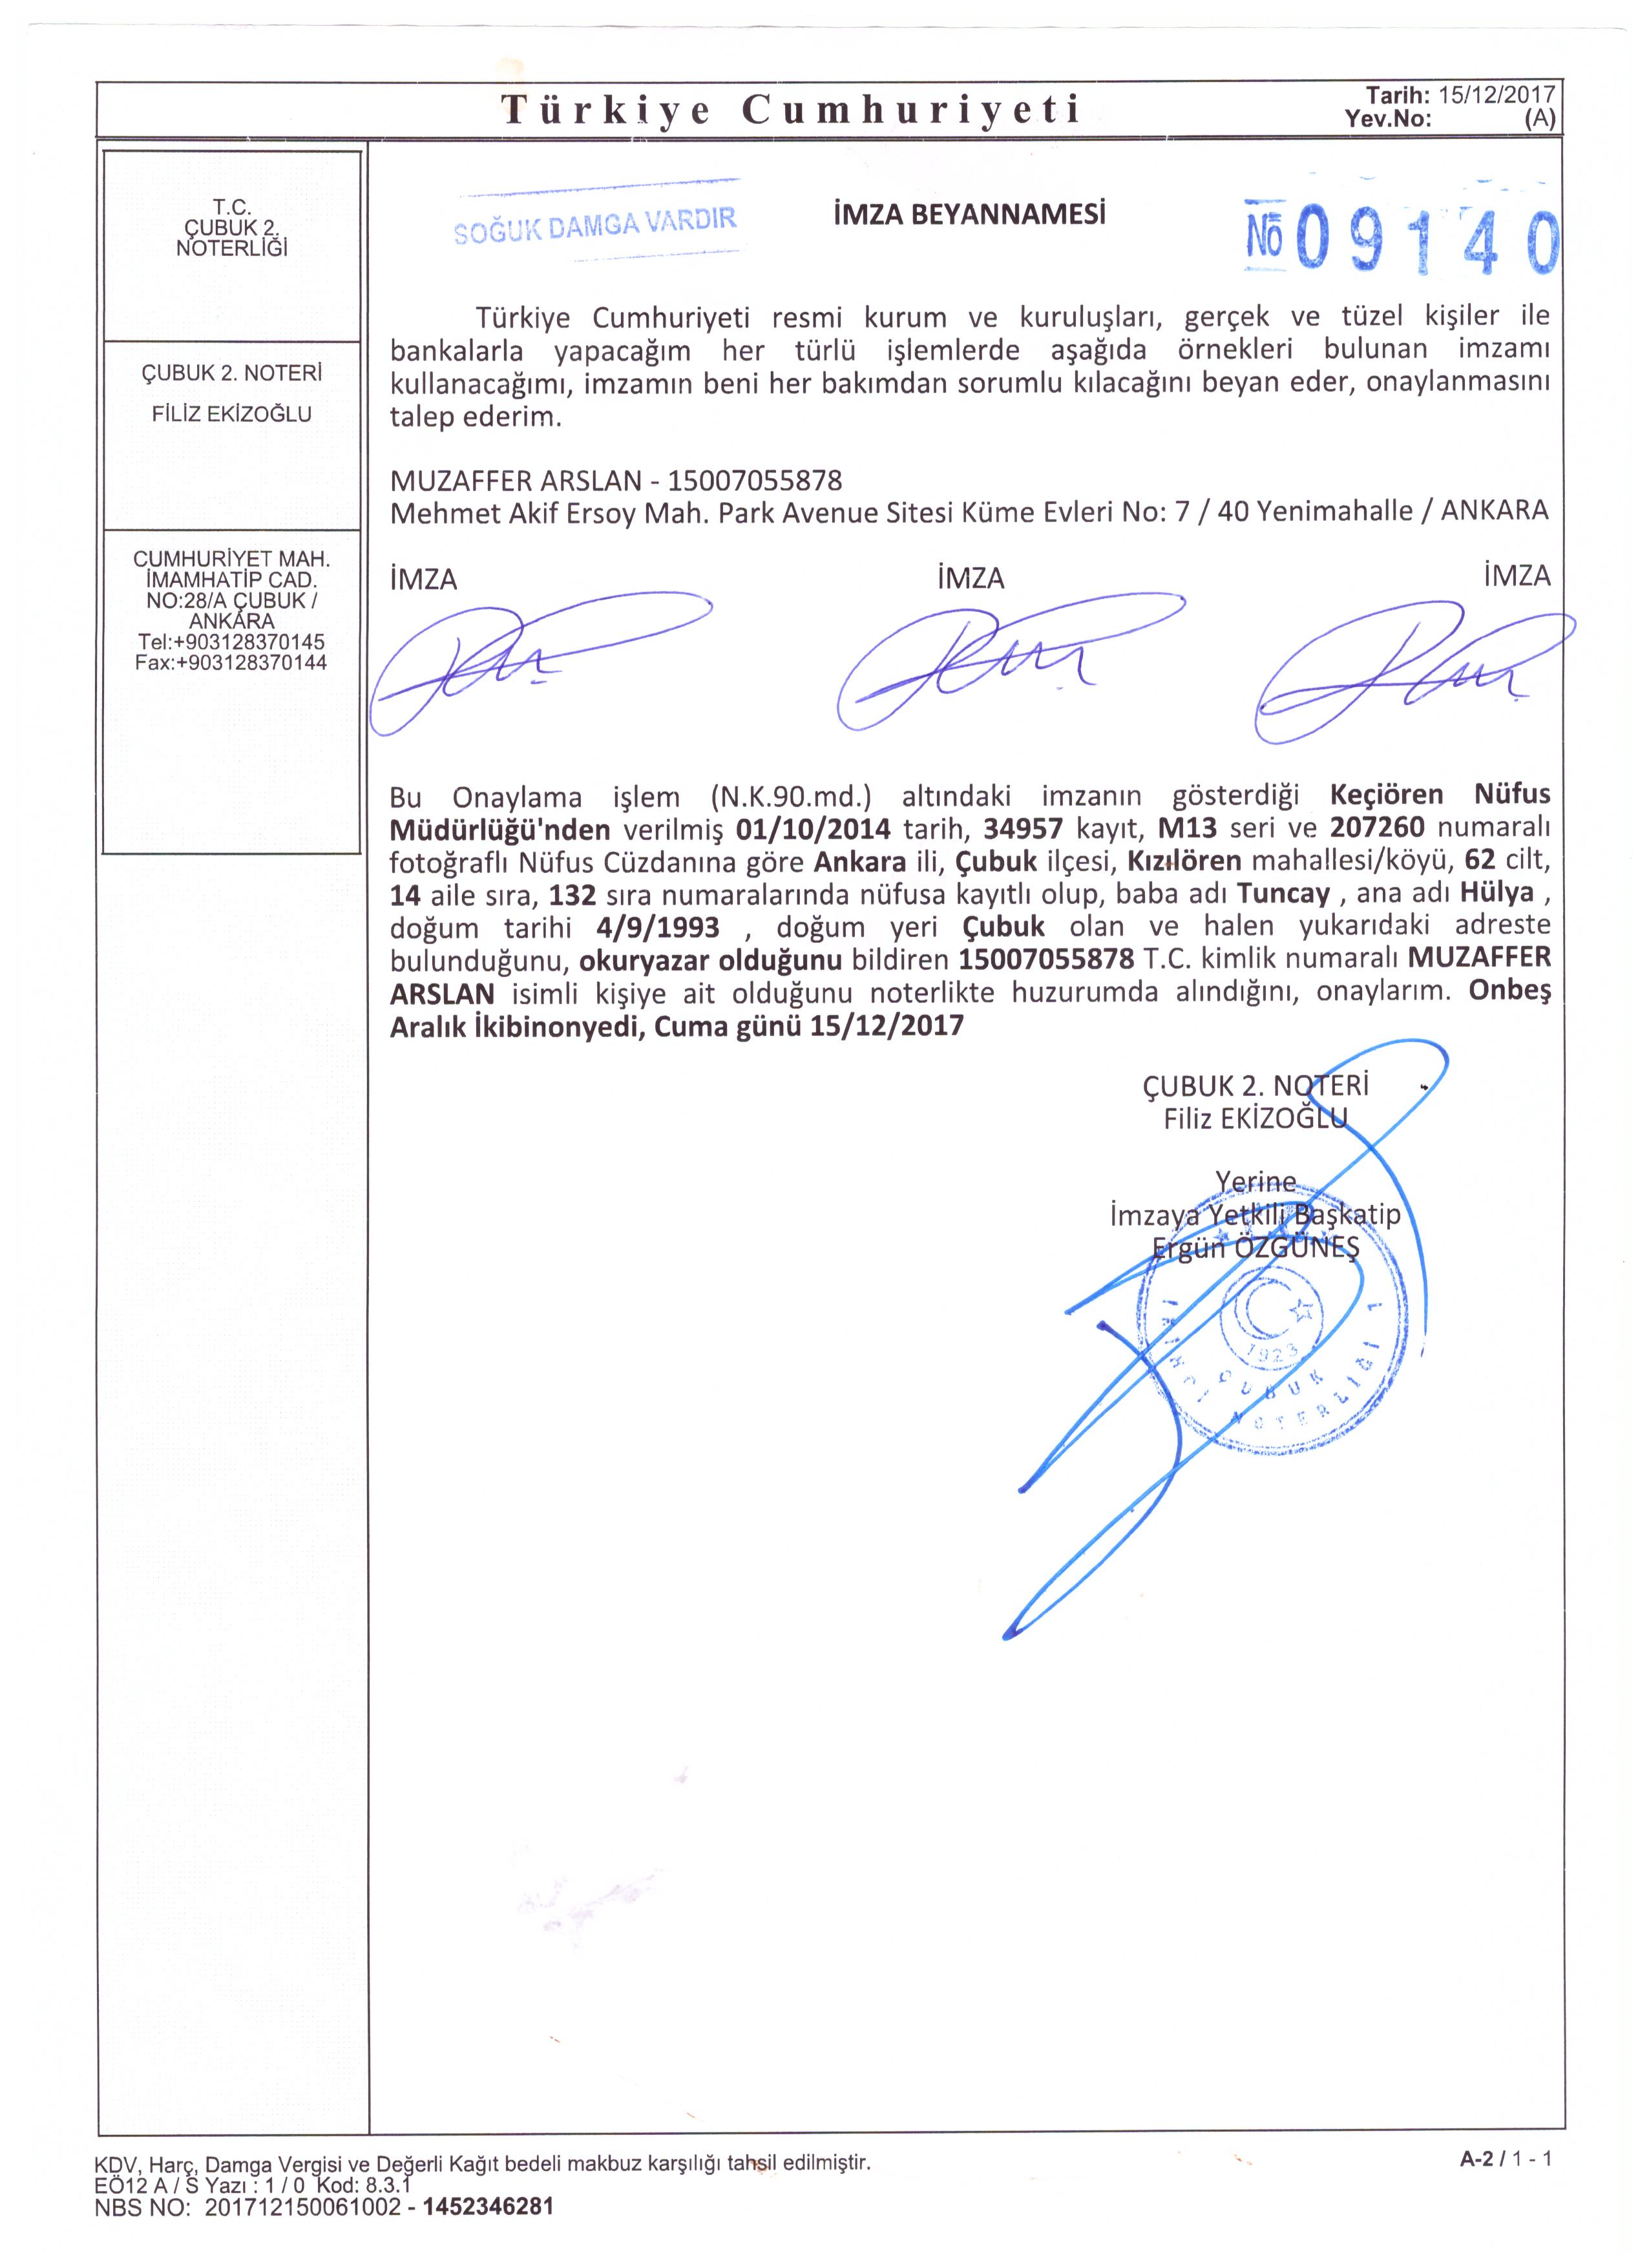 Türkiye Cumhuriyeti
Tarih: 15/12/2017
Yev.No: (A)
T.C.
ÇUBUK 2.
NOTERLİĞİ
ÇUBUK 2. NOTERİ
FİLİZ EKİZOĞLU
CUMHURİYET MAH.
İMAMHATİP CAD.
NO:28/A ÇUBUK /
ANKARA
Tel:+903128370145
Fax:+903128370144
SOĞUK DAMGA VARDIR
İMZA BEYANNAMESİ
No 09140
Türkiye Cumhuriyeti resmi kurum ve kuruluşları, gerçek ve tüzel kişiler ile
bankalarla yapacağım her türlü işlemlerde aşağıda örnekleri bulunan imzamı
kullanacağımı, imzamın beni her bakımdan sorumlu kılacağını beyan eder, onaylanmasını
talep ederim.
MUZAFFER ARSLAN - 15007055878
Mehmet Akif Ersoy Mah. Park Avenue Sitesi Küme Evleri No: 7 / 40 Yenimahalle / ANKARA
İMZA İMZA İMZA
Bu Onaylama işlem (N.K.90.md.) altındaki imzanın gösterdiği Keçiören Nüfus
Müdürlüğü'nden verilmiş 01/10/2014 tarih, 34957 kayıt, M13 seri ve 207260 numaralı
fotoğraflı Nüfus Cüzdanına göre Ankara ili, Çubuk ilçesi, Kızılören mahallesi/köyü, 62 cilt,
14 aile sıra, 132 sıra numaralarında nüfusa kayıtlı olup, baba adı Tuncay , ana adı Hülya ,
doğum tarihi 4/9/1993 , doğum yeri Çubuk olan ve halen yukarıdaki adreste
bulunduğunu, okuryazar olduğunu bildiren 15007055878 T.C. kimlik numaralı MUZAFFER
ARSLAN isimli kişiye ait olduğunu noterlikte huzurumda alındığını, onaylarım. Onbeş
Aralık İkibinonyedi, Cuma günü 15/12/2017
ÇUBUK 2. NOTERİ
Filiz EKİZOĞLU
Yerine
İmzaya Yetkili Başkatip
Ergün ÖZGÜNEŞ
1923
ÇUBUK
İKİNCİ NOTERLİĞİ 1
KDV, Harç, Damga Vergisi ve Değerli Kağıt bedeli makbuz karşılığı tahsil edilmiştir.
EÖ12 A / S Yazı : 1 / 0 Kod: 8.3.1
NBS NO: 201712150061002 - 1452346281
A-2 / 1 - 1